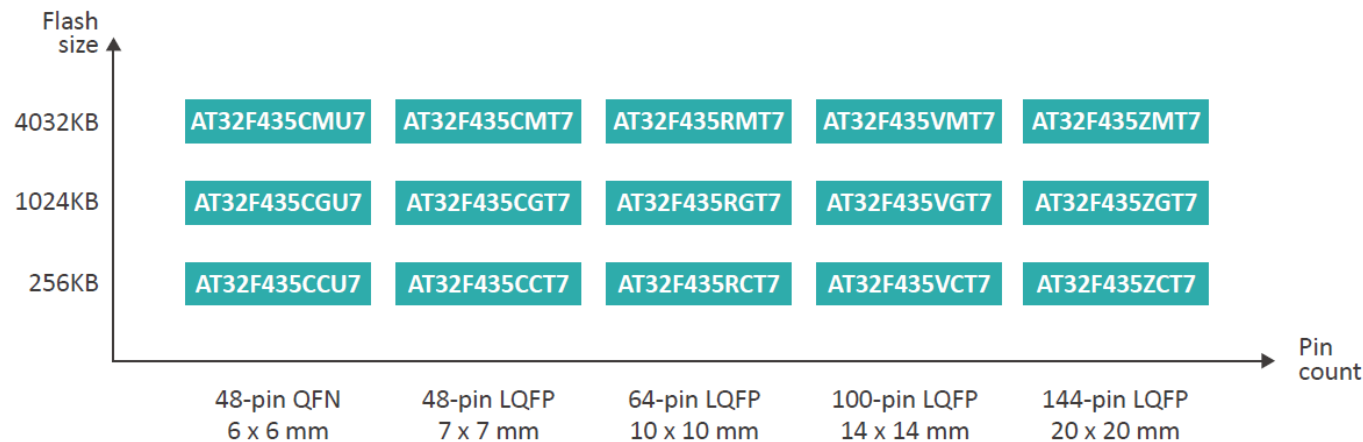 Flash
size
4032KB
AT32F435CMU7 AT32F435CMT7 AT32F435RMT7 AT32F435VMT7 AT32F435ZMT7
1024KB
AT32F435CGU7 AT32F435CGT7 AT32F435RGT7 AT32F435VGT7 AT32F435ZGT7
256KB
AT32F435CCU7 AT32F435CCT7 AT32F435RCT7 AT32F435VCT7 AT32F435ZCT7
Pin
count
48-pin QFN 48-pin LQFP 64-pin LQFP 100-pin LQFP 144-pin LQFP
6 x 6 mm 7 x 7 mm 10 x 10 mm 14 x 14 mm 20 x 20 mm